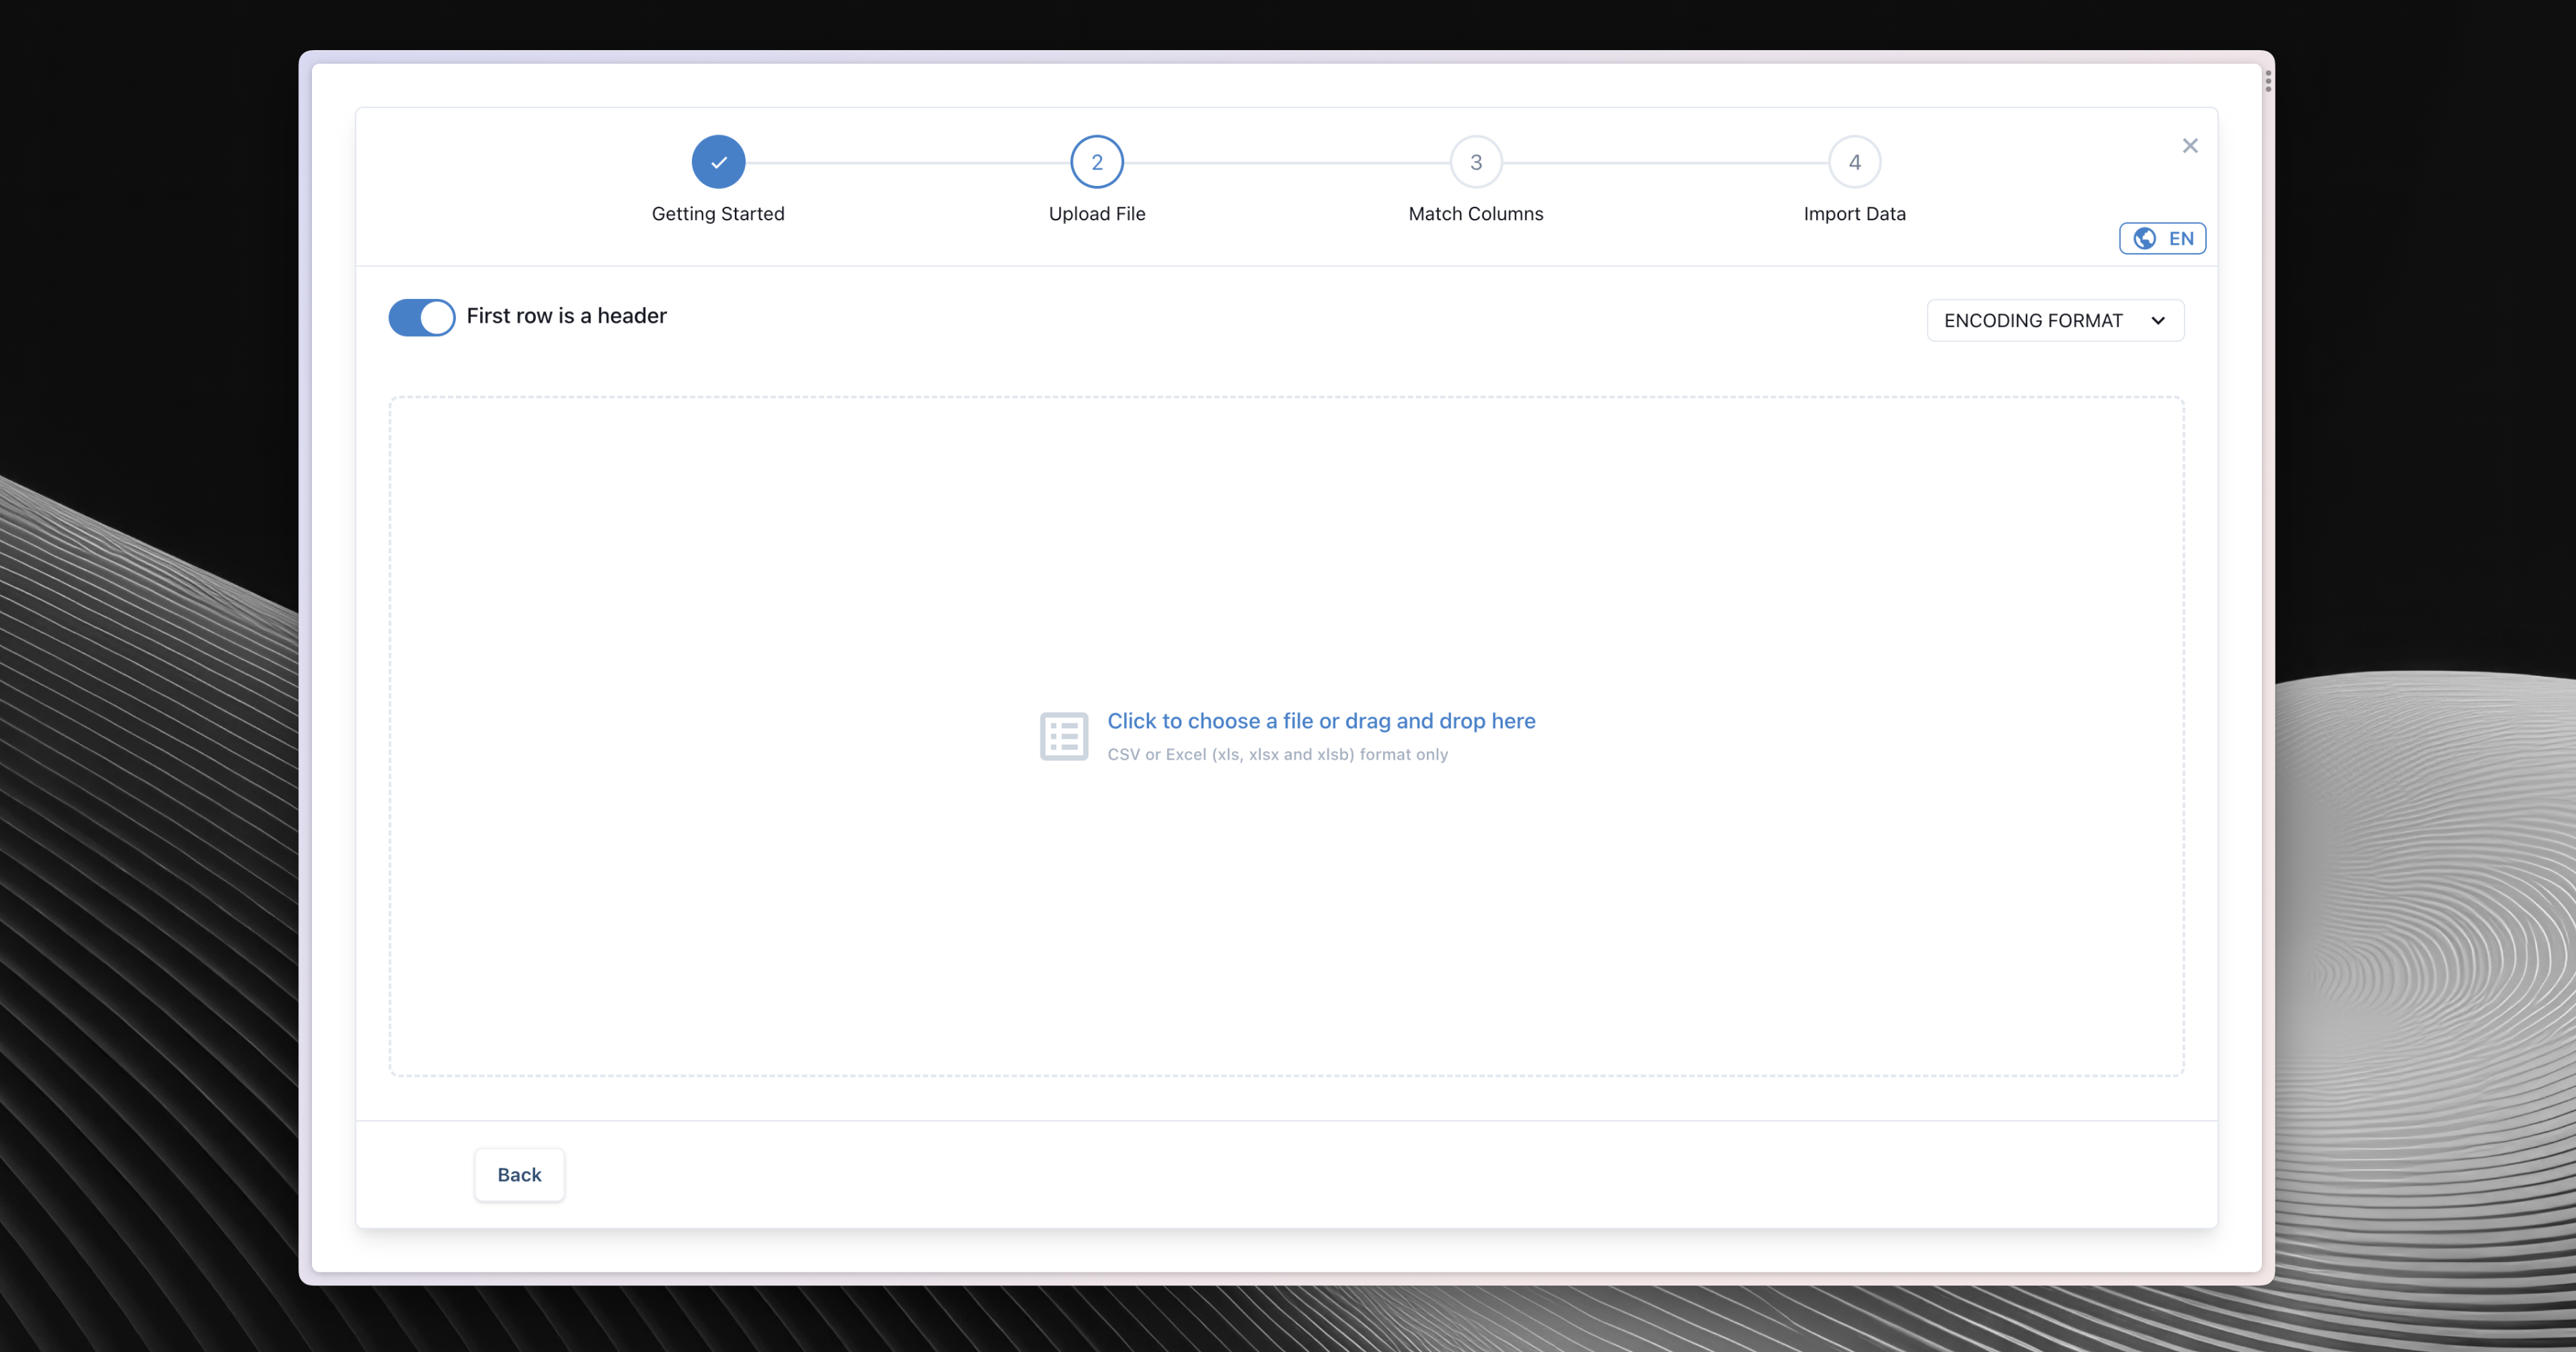 2
3
4
Getting Started
Upload File
Match Columns
Import Data
EN
First row is a header
ENCODING FORMAT
Click to choose a file or drag and drop here
CSV or Excel (xls, xlsx and xlsb) format only
Back